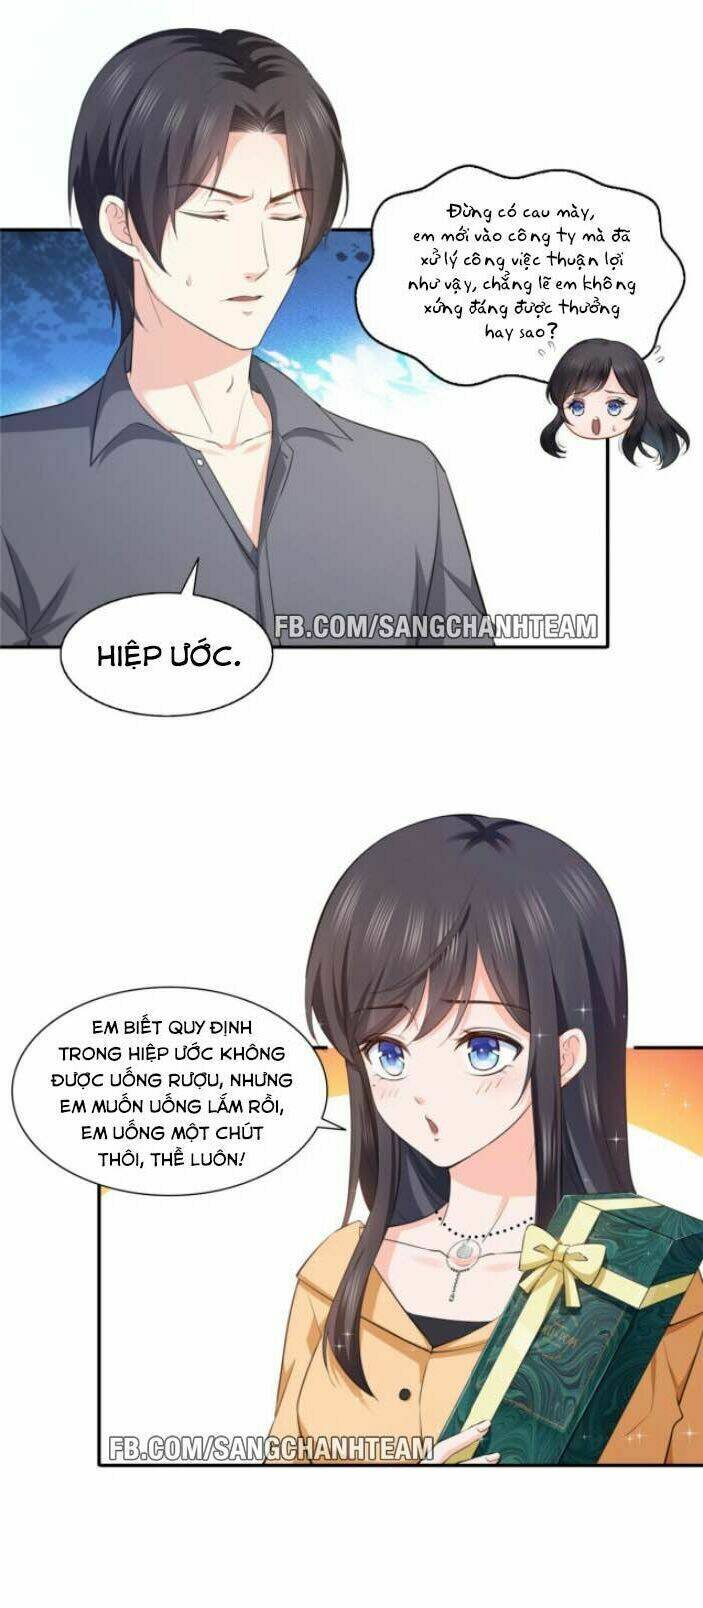 Đừng có cau mày,
em mới vào công ty mà đã
xử lý công việc thuận lợi
như vậy, chẳng lẽ em không
xứng đáng được thưởng
hay sao?
FB.COM/SANGCHANHTEAM
HIỆP ƯỚC.
EM BIẾT QUY ĐỊNH
TRONG HIỆP ƯỚC KHÔNG
ĐƯỢC UỐNG RƯỢU, NHƯNG
EM MUỐN UỐNG LẮM RỒI,
EM UỐNG MỘT CHÚT
THÔI, THỀ LUÔN!
FB.COM/SANGCHANHTEAM